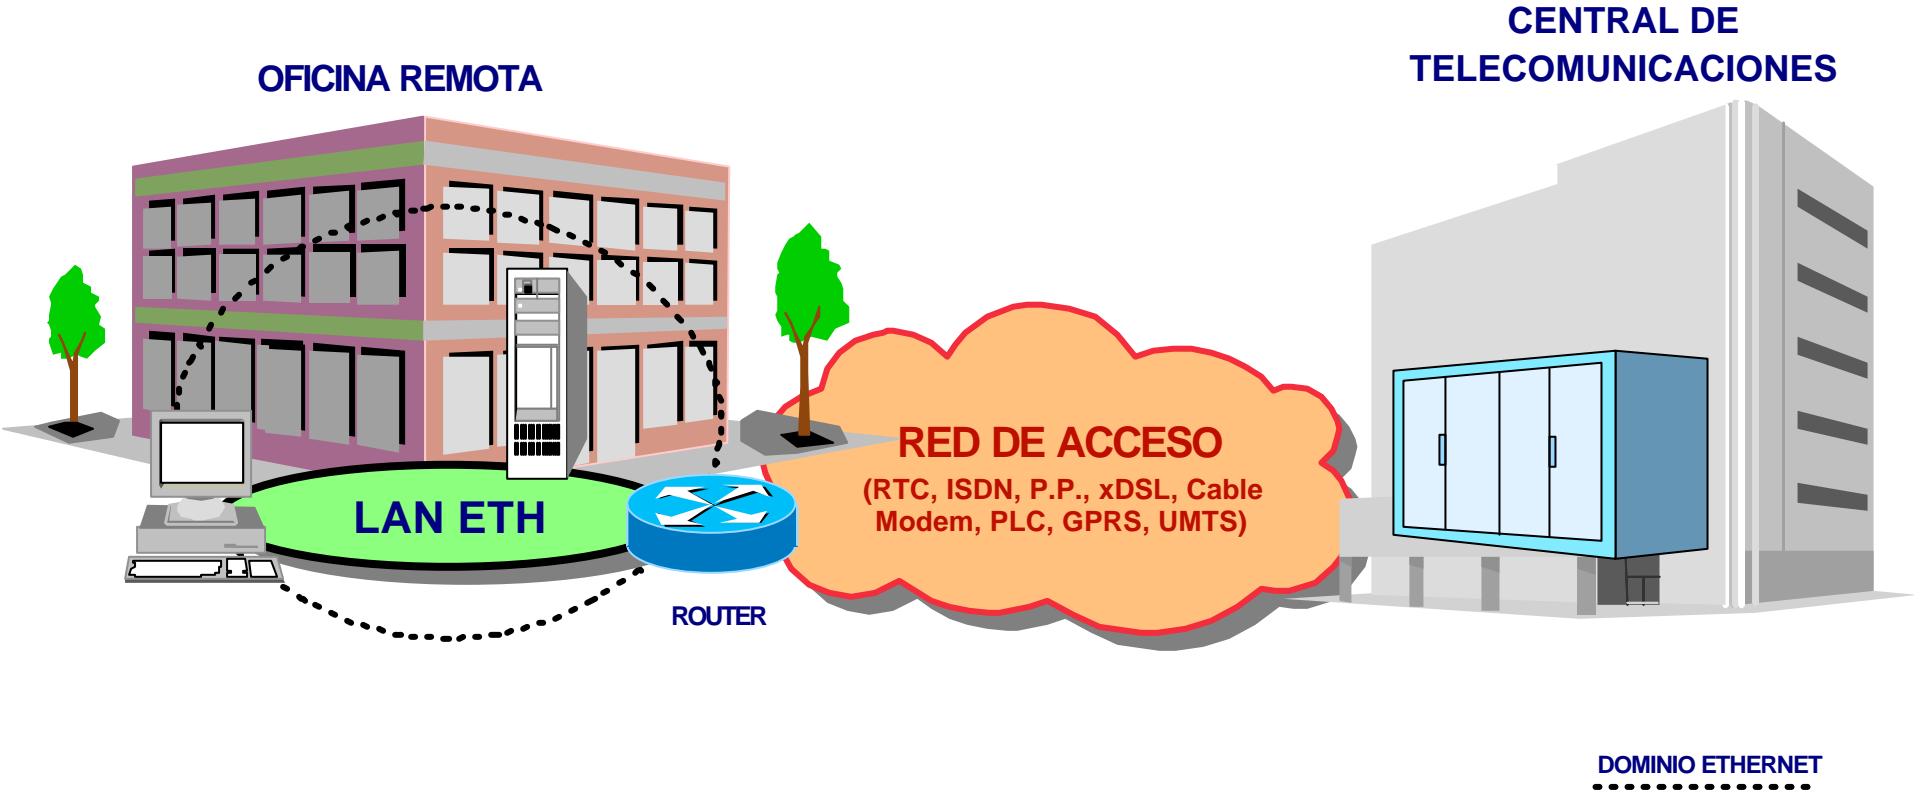 CENTRAL DE
TELECOMUNICACIONES
OFICINA REMOTA
RED DE ACCESO
(RTC, ISDN, P.P., xDSL, Cable
Modem, PLC, GPRS, UMTS)
LAN ETH
ROUTER
DOMINIO ETHERNET